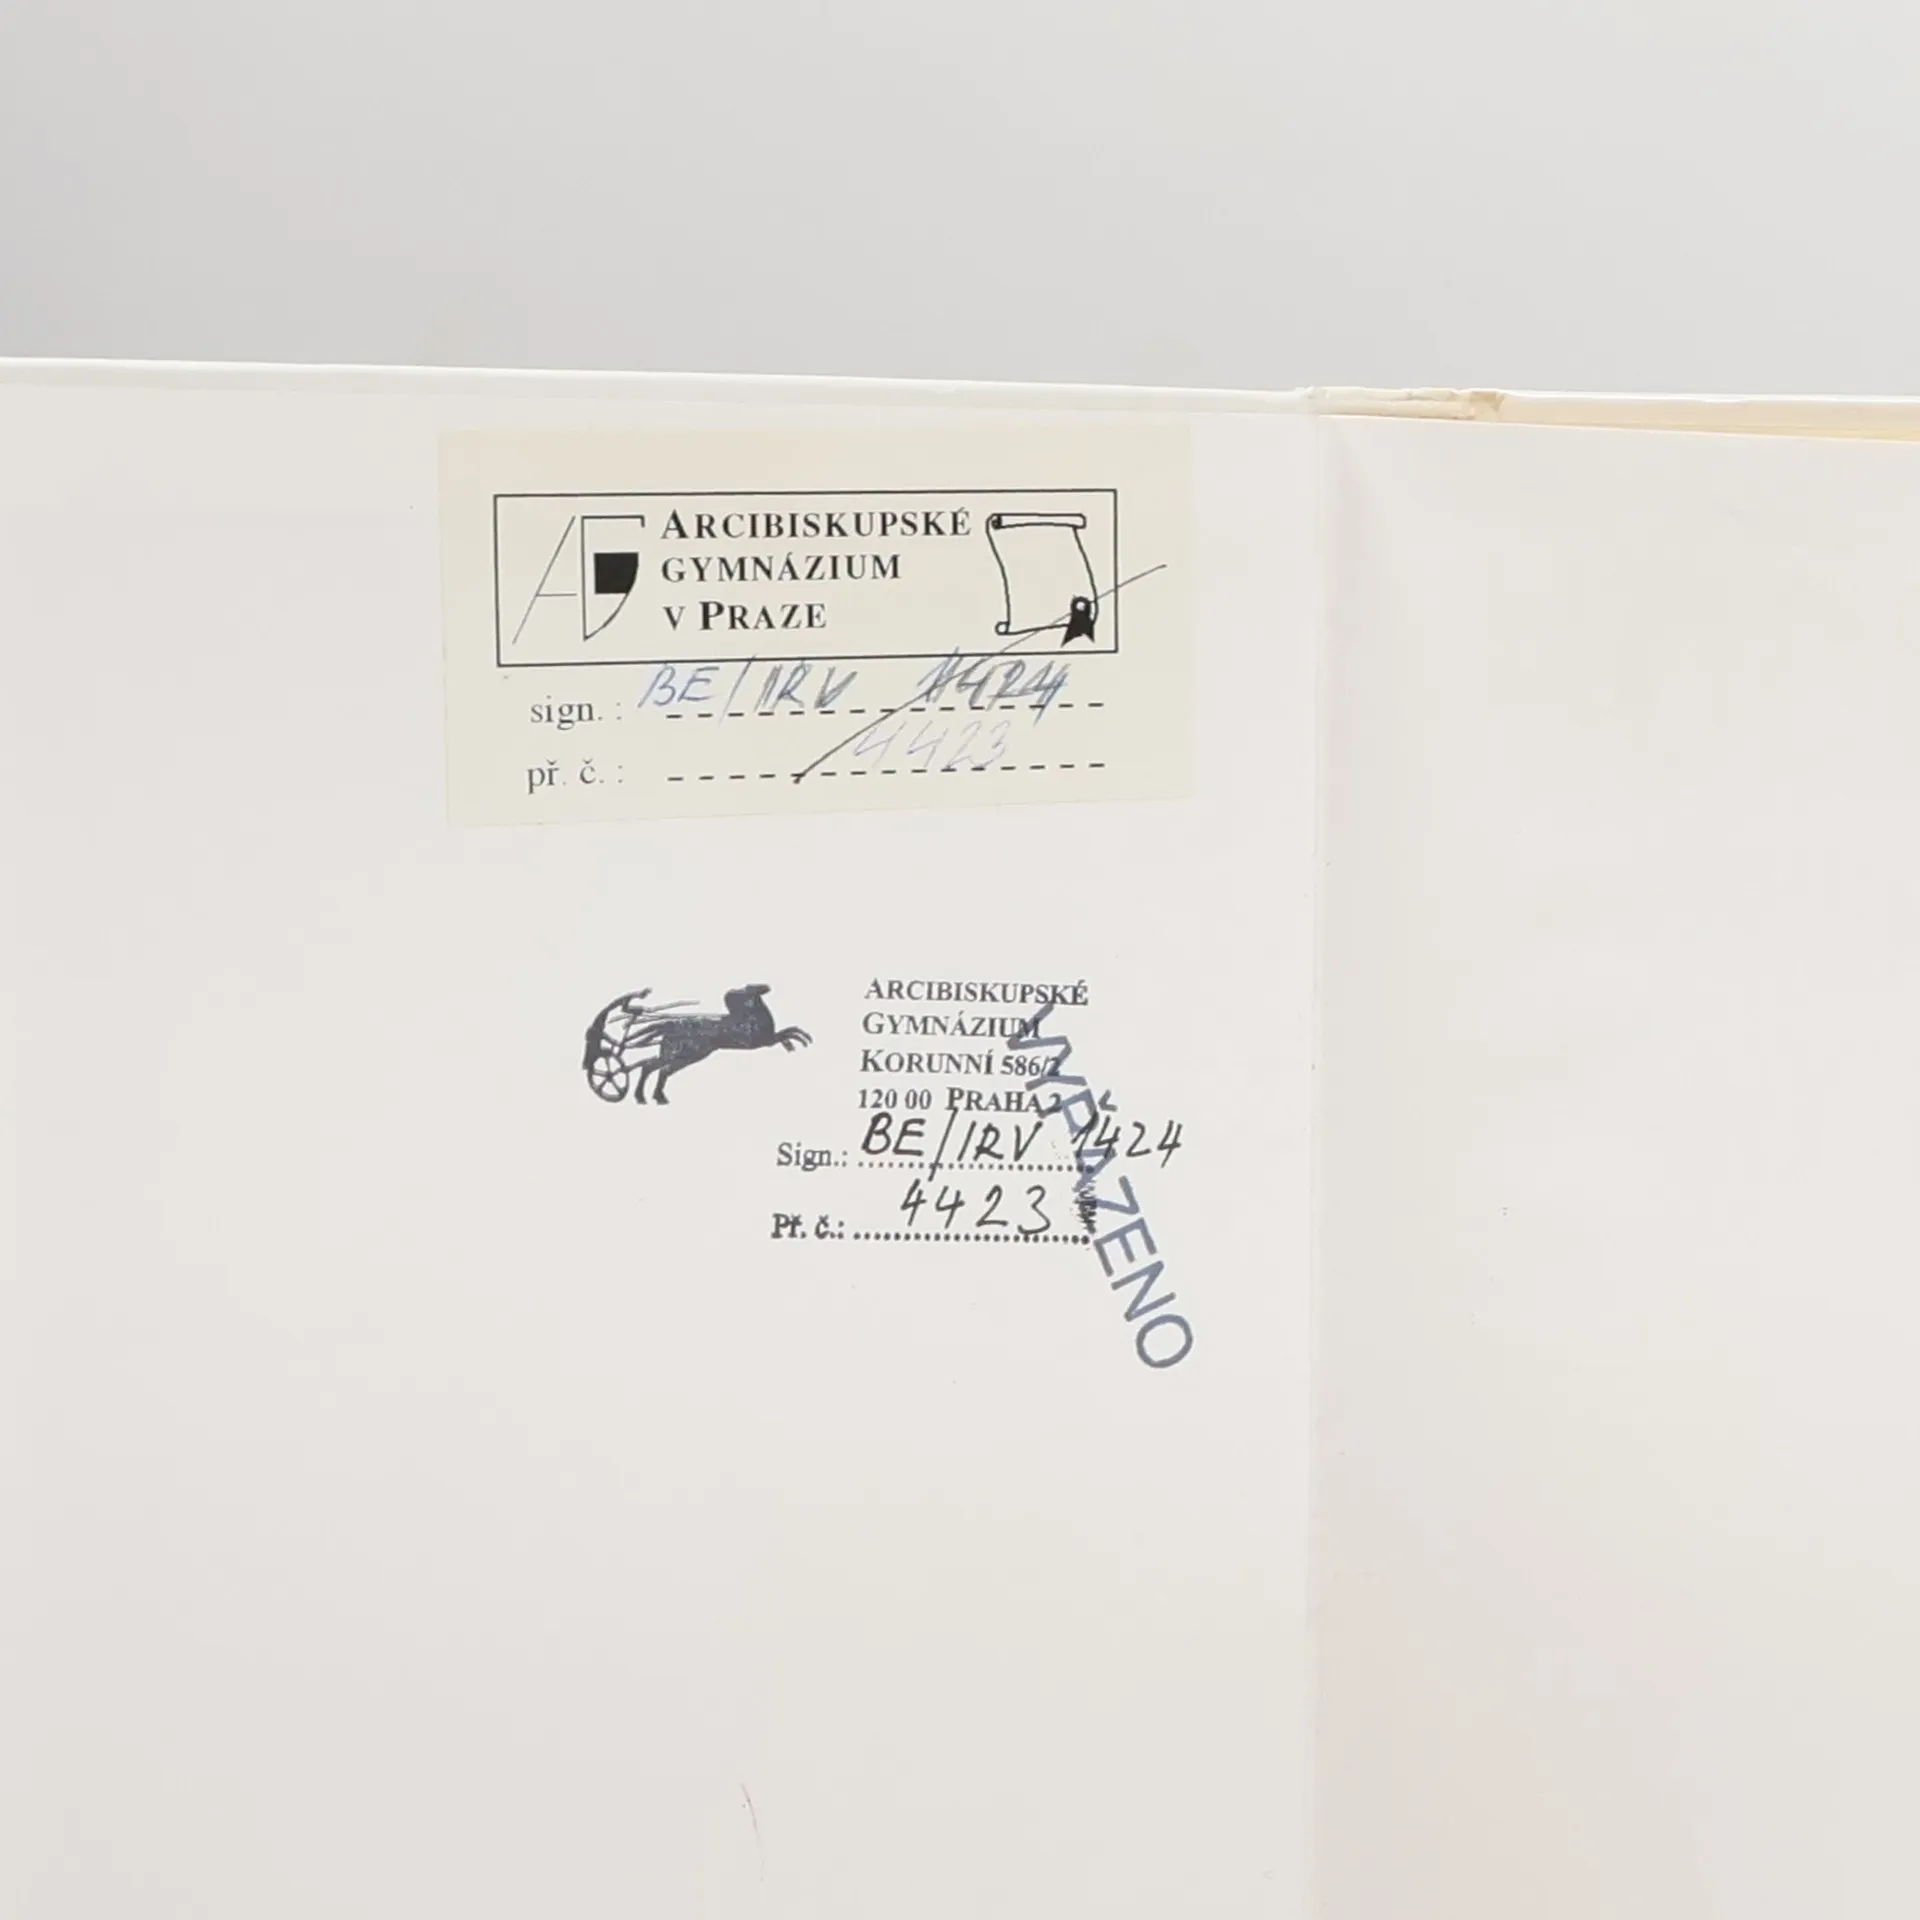 ARCIBISKUPSKÉ
GYMNÁZIUM
V PRAZE
sign. : BE/IRV 1424
př. č. : 4423
ARCIBISKUPSKÉ
GYMNÁZIUM
KORUNNÍ 586/2
120 00 PRAHA 2
Sign.: BE/IRV 1424
Př. č.: 4423
VYŘAZENO